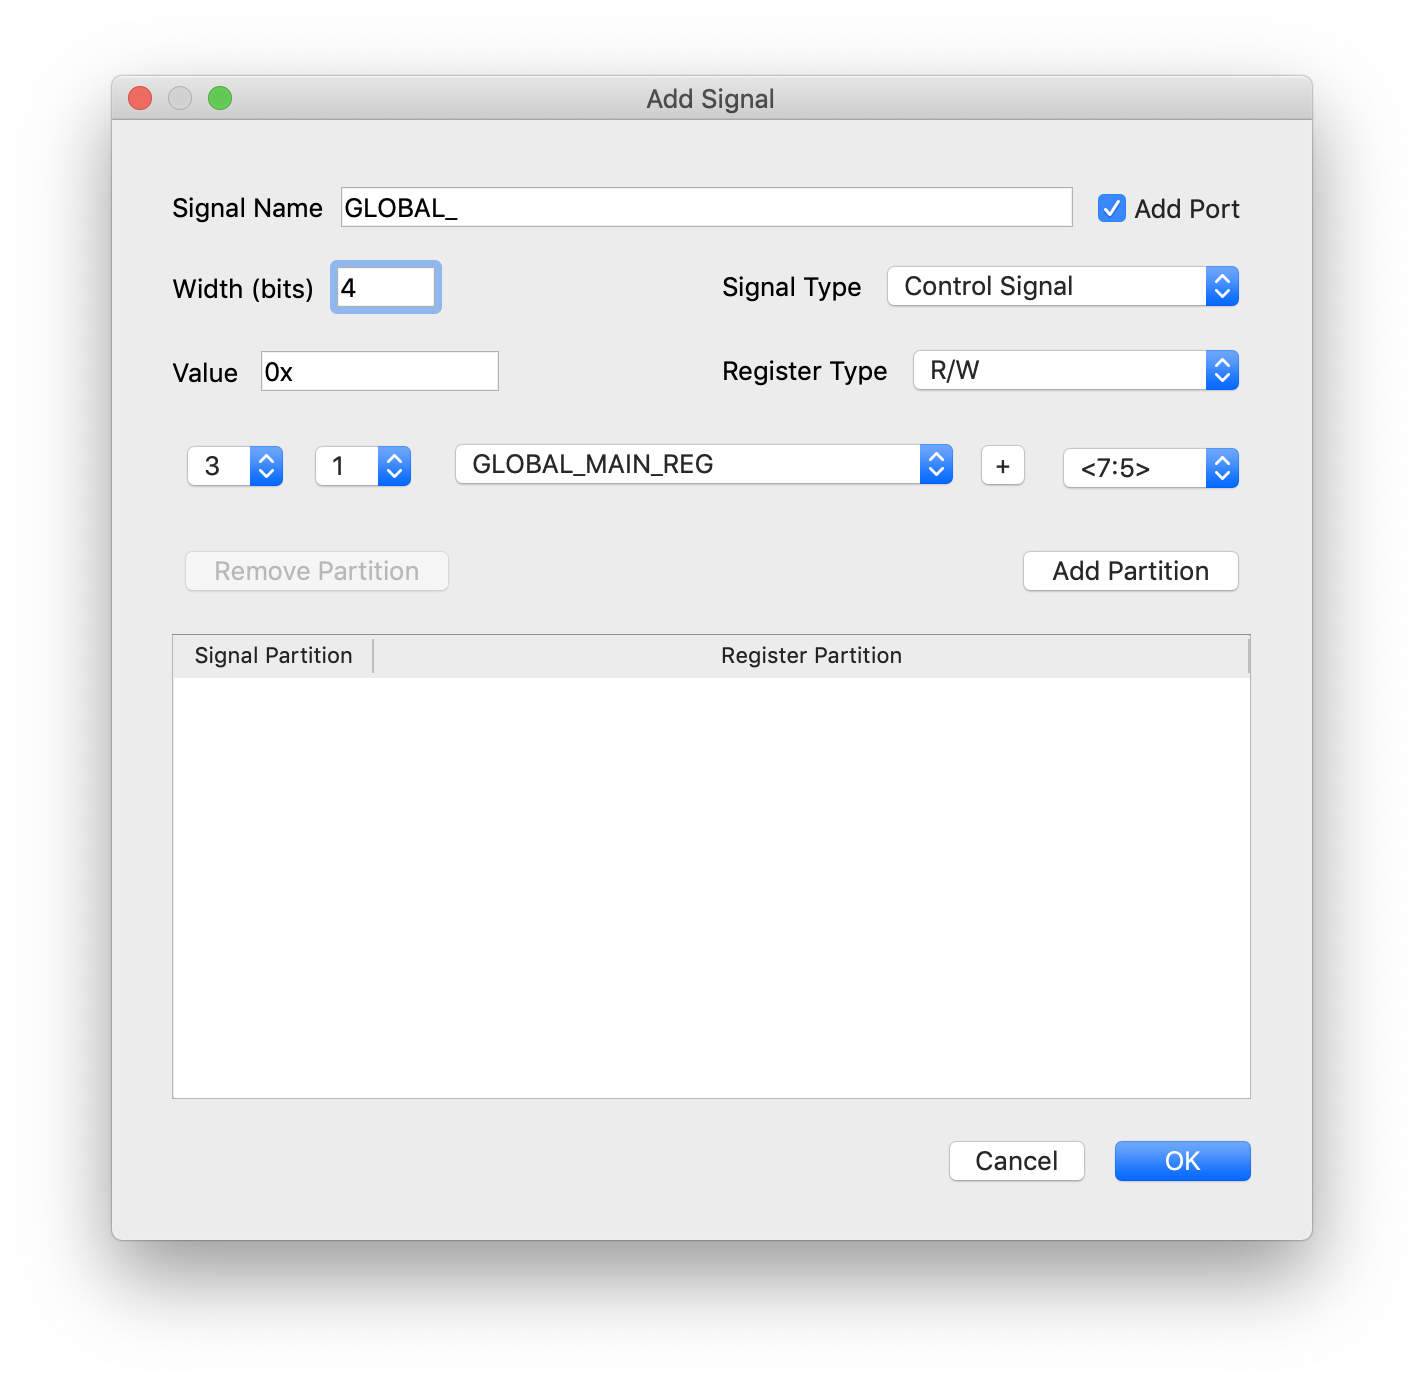 Add Signal
Signal Name GLOBAL_ Add Port
Width (bits) 4 Signal Type Control Signal
Value 0x Register Type R/W
3 1 GLOBAL_MAIN_REG + <7:5>
Remove Partition Add Partition
Signal Partition Register Partition
Cancel OK